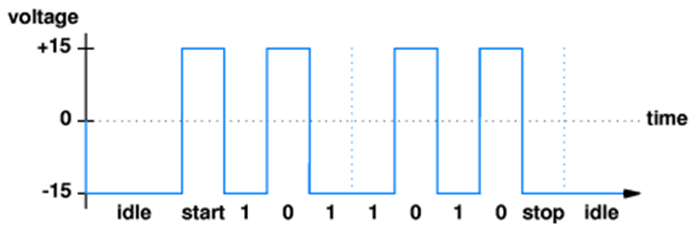 voltage
+15
0
time
-15
idle start 1 0 1 1 0 1 0 stop idle